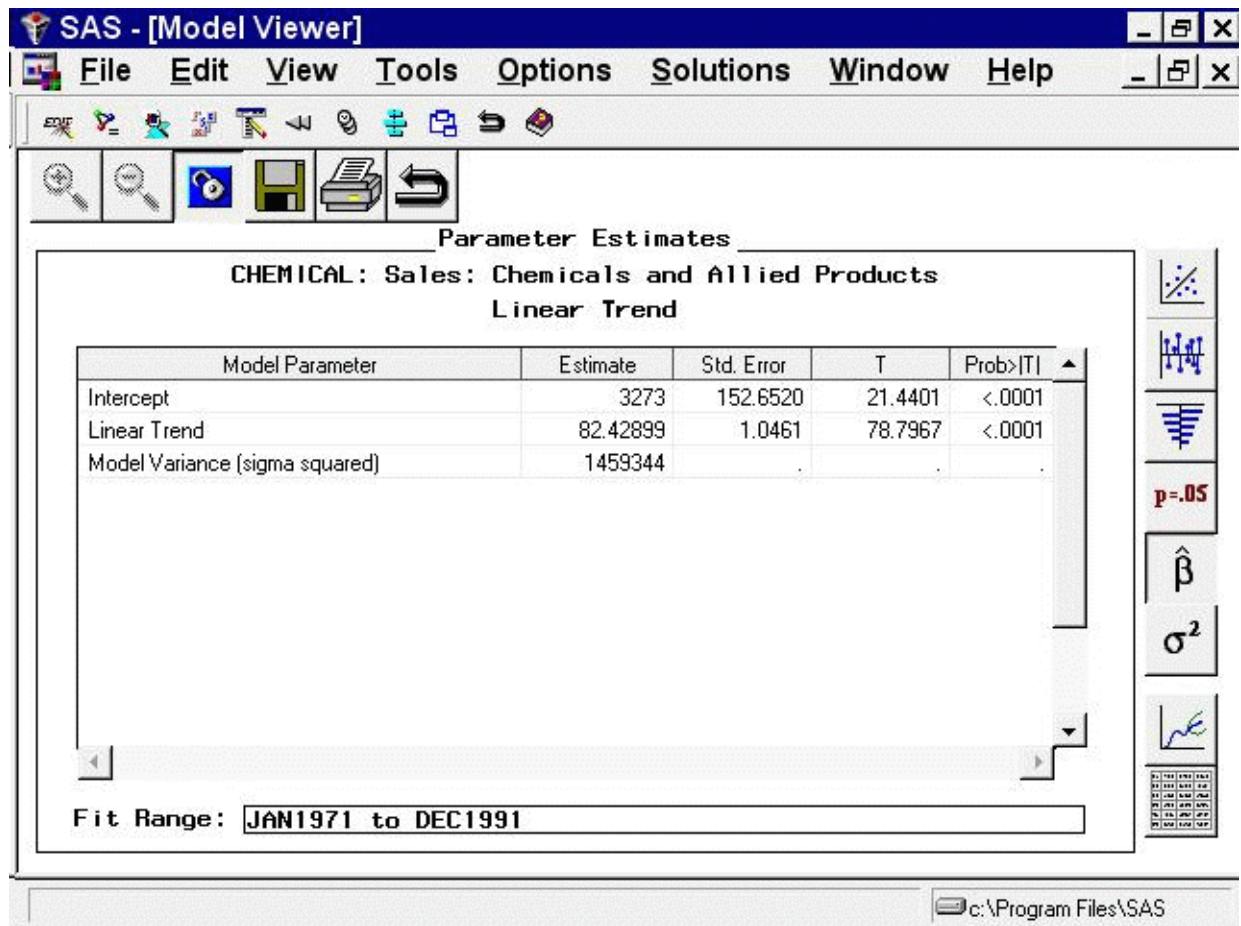 SAS - [Model Viewer]
File Edit View Tools Options Solutions Window Help
Parameter Estimates
CHEMICAL: Sales: Chemicals and Allied Products
Linear Trend
Model Parameter Estimate Std. Error T Prob>|T|
Intercept 3273 152.6520 21.4401 <.0001
Linear Trend 82.42899 1.0461 78.7967 <.0001
Model Variance (sigma squared) 1459344 . . .
p=.05
β̂
σ²
Fit Range: JAN1971 to DEC1991
c:\Program Files\SAS